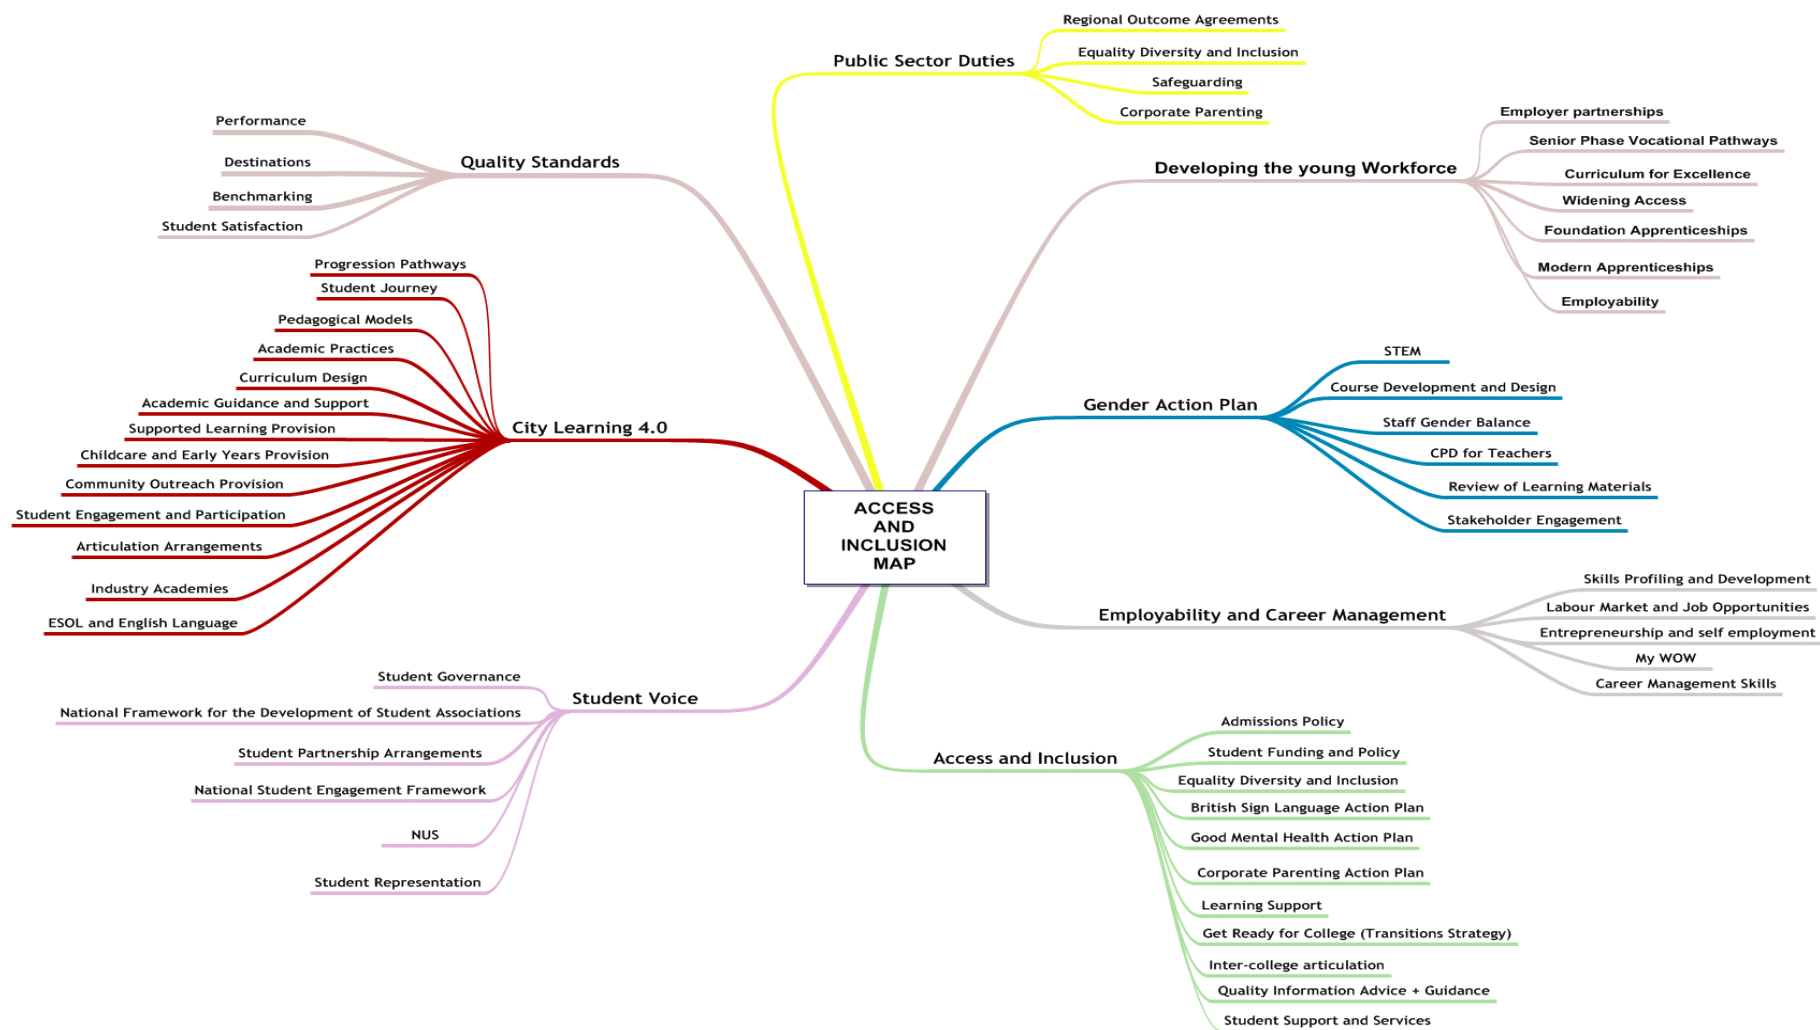 ACCESS
AND
INCLUSION
MAP
Public Sector Duties
Regional Outcome Agreements
Equality Diversity and Inclusion
Safeguarding
Corporate Parenting
Developing the young Workforce
Employer partnerships
Senior Phase Vocational Pathways
Curriculum for Excellence
Widening Access
Foundation Apprenticeships
Modern Apprenticeships
Employability
Gender Action Plan
STEM
Course Development and Design
Staff Gender Balance
CPD for Teachers
Review of Learning Materials
Stakeholder Engagement
Employability and Career Management
Skills Profiling and Development
Labour Market and Job Opportunities
Entrepreneurship and self employment
My WOW
Career Management Skills
Access and Inclusion
Admissions Policy
Student Funding and Policy
Equality Diversity and Inclusion
British Sign Language Action Plan
Good Mental Health Action Plan
Corporate Parenting Action Plan
Learning Support
Get Ready for College (Transitions Strategy)
Inter-college articulation
Quality Information Advice + Guidance
Student Support and Services
Quality Standards
Performance
Destinations
Benchmarking
Student Satisfaction
City Learning 4.0
Progression Pathways
Student Journey
Pedagogical Models
Academic Practices
Curriculum Design
Academic Guidance and Support
Supported Learning Provision
Childcare and Early Years Provision
Community Outreach Provision
Student Engagement and Participation
Articulation Arrangements
Industry Academies
ESOL and English Language
Student Voice
Student Governance
National Framework for the Development of Student Associations
Student Partnership Arrangements
National Student Engagement Framework
NUS
Student Representation